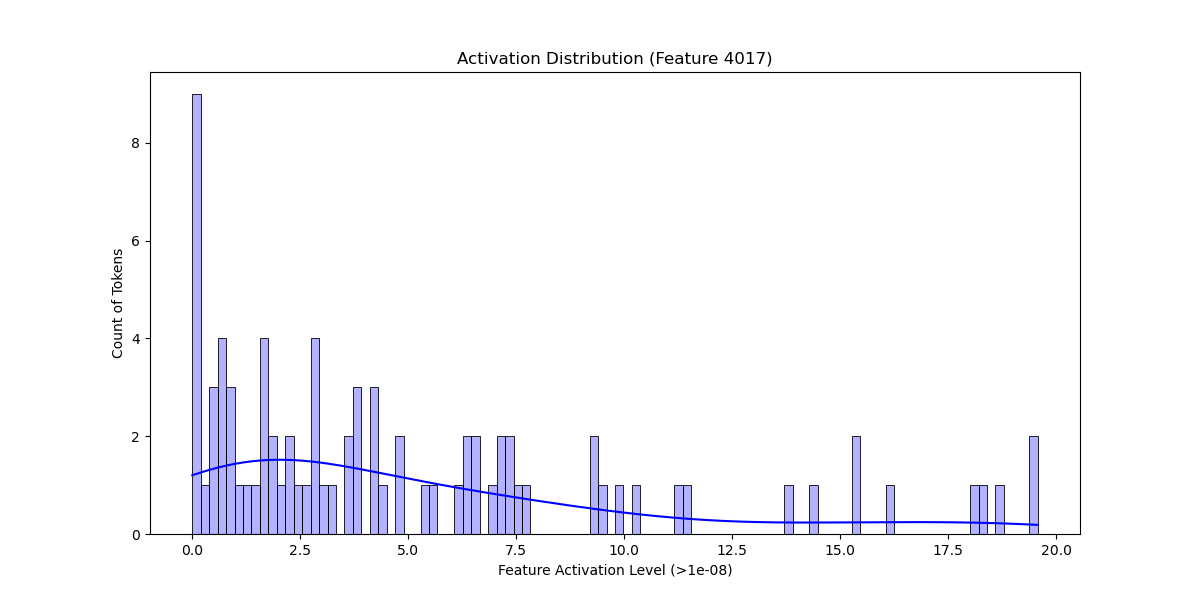 Activation Distribution (Feature 4017)
Count of Tokens
8
6
4
2
0
0.0 2.5 5.0 7.5 10.0 12.5 15.0 17.5 20.0
Feature Activation Level (>1e-08)